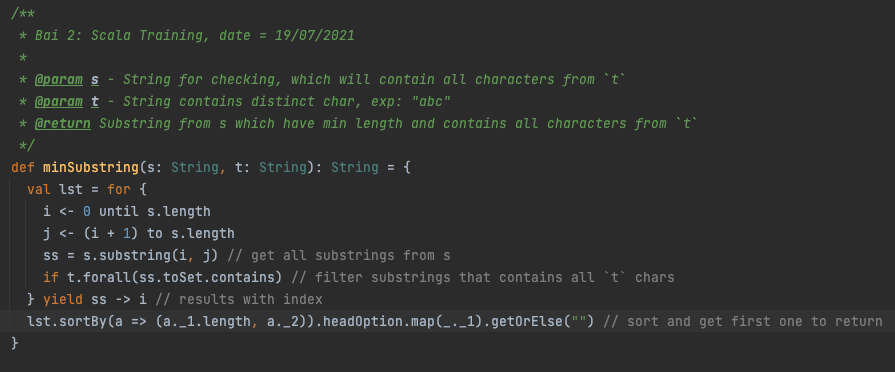 /**
 * Bai 2: Scala Training, date = 19/07/2021
 *
 * @param s - String for checking, which will contain all characters from `t`
 * @param t - String contains distinct char, exp: "abc"
 * @return Substring from s which have min length and contains all characters from `t`
 */
def minSubstring(s: String, t: String): String = {
  val lst = for {
    i <- 0 until s.length
    j <- (i + 1) to s.length
    ss = s.substring(i, j) // get all substrings from s
    if t.forall(ss.toSet.contains) // filter substrings that contains all `t` chars
  } yield ss -> i // results with index
  lst.sortBy(a => (a._1.length, a._2)).headOption.map(_._1).getOrElse("") // sort and get first one to return
}